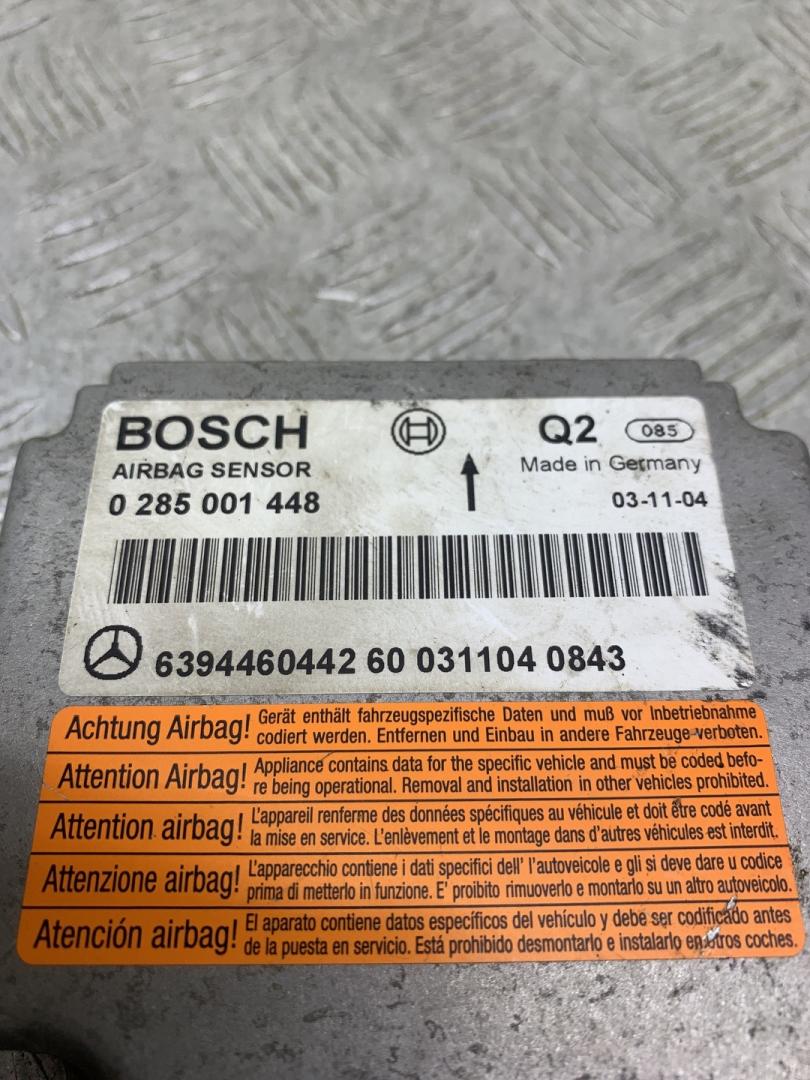 BOSCH
Q2 085
AIRBAG SENSOR
Made in Germany
0 285 001 448
03-11-04
6394460442 60 031104 0843
Achtung Airbag! Gerät enthält fahrzeugspezifische Daten und muß vor Inbetriebnahme
codiert werden. Entfernen und Einbau in andere Fahrzeuge verboten.
Attention Airbag! Appliance contains data for the specific vehicle and must be coded befo-
re being operational. Removal and installation in other vehicles prohibited.
Attention airbag! L'appareil renferme des données spécifiques au véhicule et doit être codé avant
la mise en service. L'enlèvement et le montage dans d'autres véhicules est interdit.
Attenzione airbag! L'apparecchio contiene i dati specifici dell' l'autoveicole e gli si deve dare u codice
prima di metterlo in funzione. E' proibito rimuoverlo e montarlo su un altro autoveicolo.
Atención airbag! El aparato contiene datos específicos del vehículo y debe ser codificado antes
de la puesta en servicio. Está prohibido desmontarlo e instalarlo en otros coches.